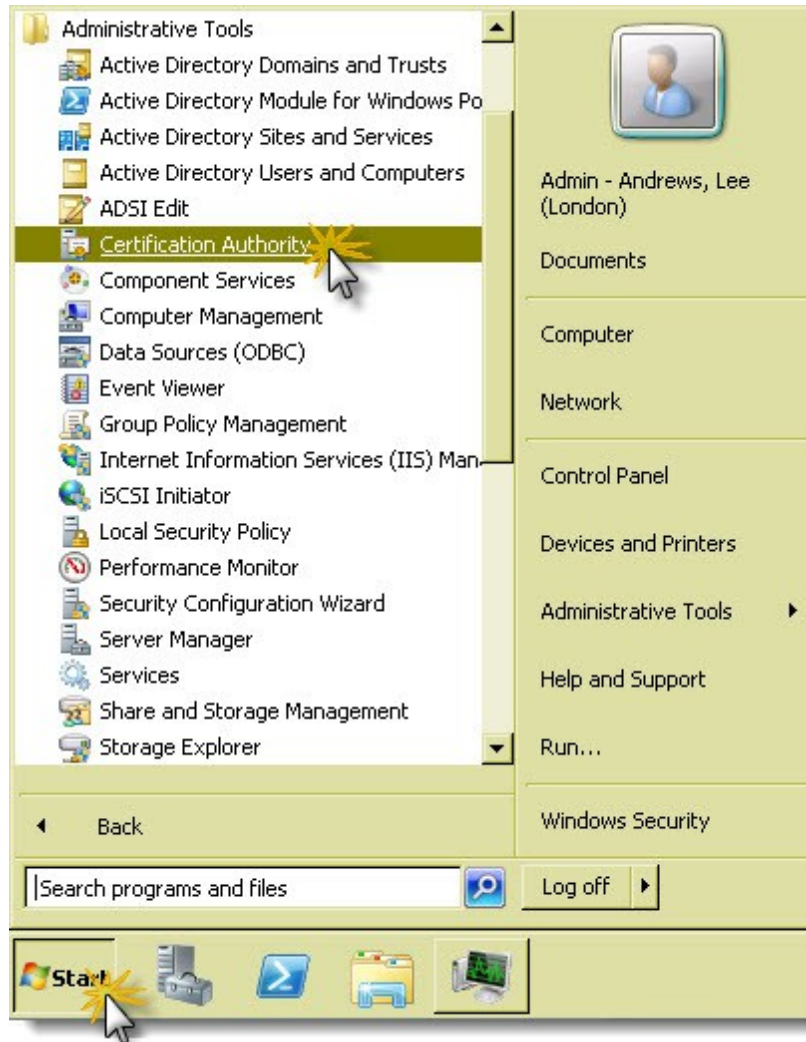 Administrative Tools
Active Directory Domains and Trusts
Active Directory Module for Windows Po
Active Directory Sites and Services
Active Directory Users and Computers
ADSI Edit
Certification Authority
Component Services
Computer Management
Data Sources (ODBC)
Event Viewer
Group Policy Management
Internet Information Services (IIS) Man
iSCSI Initiator
Local Security Policy
Performance Monitor
Security Configuration Wizard
Server Manager
Services
Share and Storage Management
Storage Explorer
Back
Search programs and files
Admin - Andrews, Lee
(London)
Documents
Computer
Network
Control Panel
Devices and Printers
Administrative Tools
Help and Support
Run...
Windows Security
Log off
Start